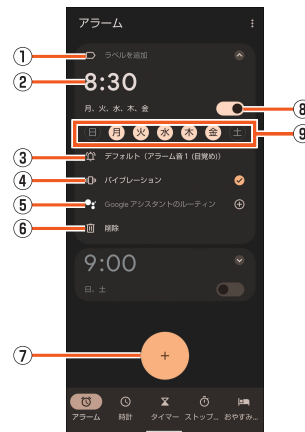 アラーム
① ラベルを追加
② 8:30
月、火、水、木、金 ⑧
日 月 火 水 木 金 土 ⑨
③ デフォルト（アラーム音1（目覚め））
④ バイブレーション
⑤ Google アシスタントのルーティン
⑥ 削除
9:00
日、土
⑦ +
アラーム 時計 タイマー ストップ… おやすみ…